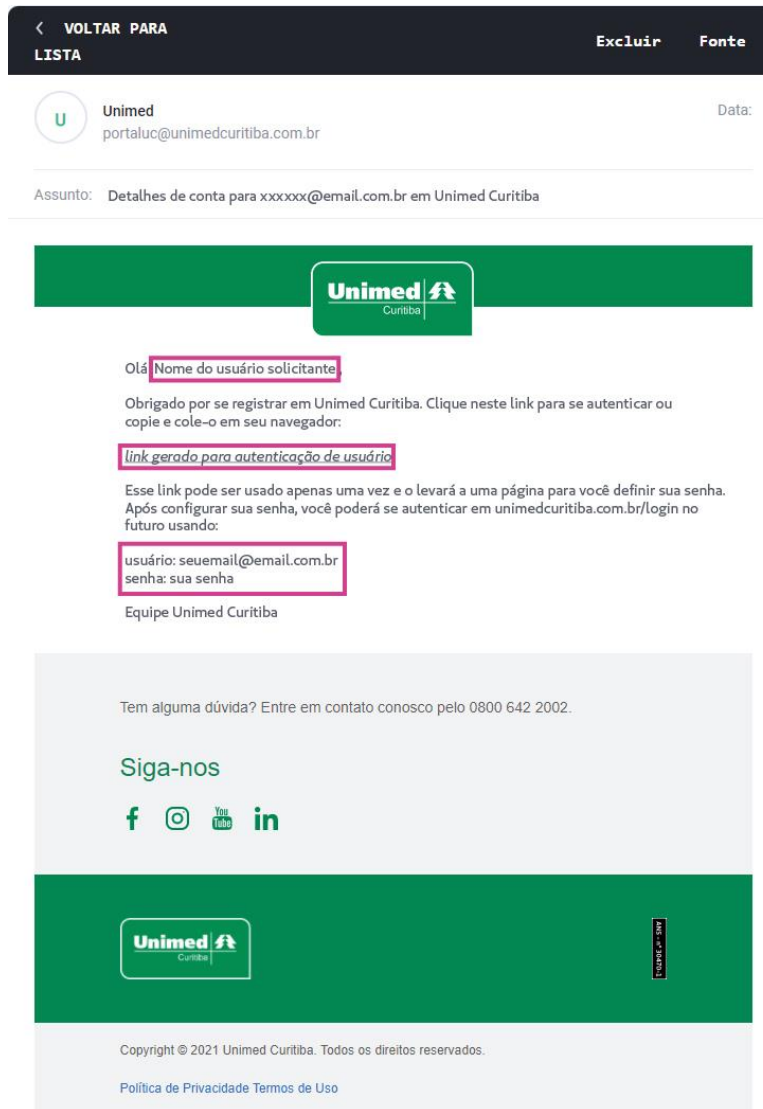 < VOLTAR PARA
LISTA
Excluir Fonte
U
Unimed
portaluc@unimedcuritiba.com.br
Data:
Assunto: Detalhes de conta para xxxxxx@email.com.br em Unimed Curitiba
Unimed
Curitiba
Olá Nome do usuário solicitante,
Obrigado por se registrar em Unimed Curitiba. Clique neste link para se autenticar ou
copie e cole-o em seu navegador:
link gerado para autenticação de usuário
Esse link pode ser usado apenas uma vez e o levará a uma página para você definir sua senha.
Após configurar sua senha, você poderá se autenticar em unimedcuritiba.com.br/login no
futuro usando:
usuário: seuemail@email.com.br
senha: sua senha
Equipe Unimed Curitiba
Tem alguma dúvida? Entre em contato conosco pelo 0800 642 2002.
Siga-nos
f You Tube in
Unimed
Curitiba
ANS - nº 30470-1
Copyright © 2021 Unimed Curitiba. Todos os direitos reservados.
Política de Privacidade Termos de Uso